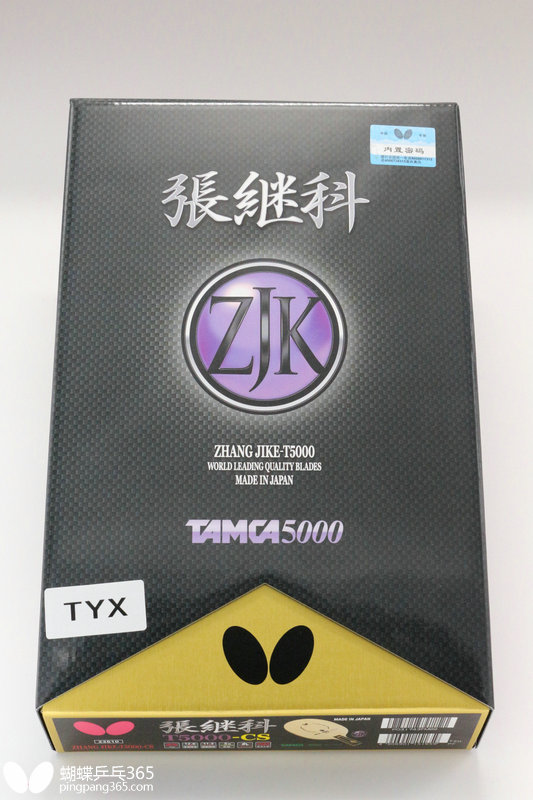 内置密码
張継科
ZJK
ZHANG JIKE-T5000
WORLD LEADING QUALITY BLADES
MADE IN JAPAN
TAMCA5000
TYX
張継科
T5000-CS
MADE IN JAPAN
ZHANG JIKE-T5000-CS
蝴蝶乒乓365
pingpang365.com